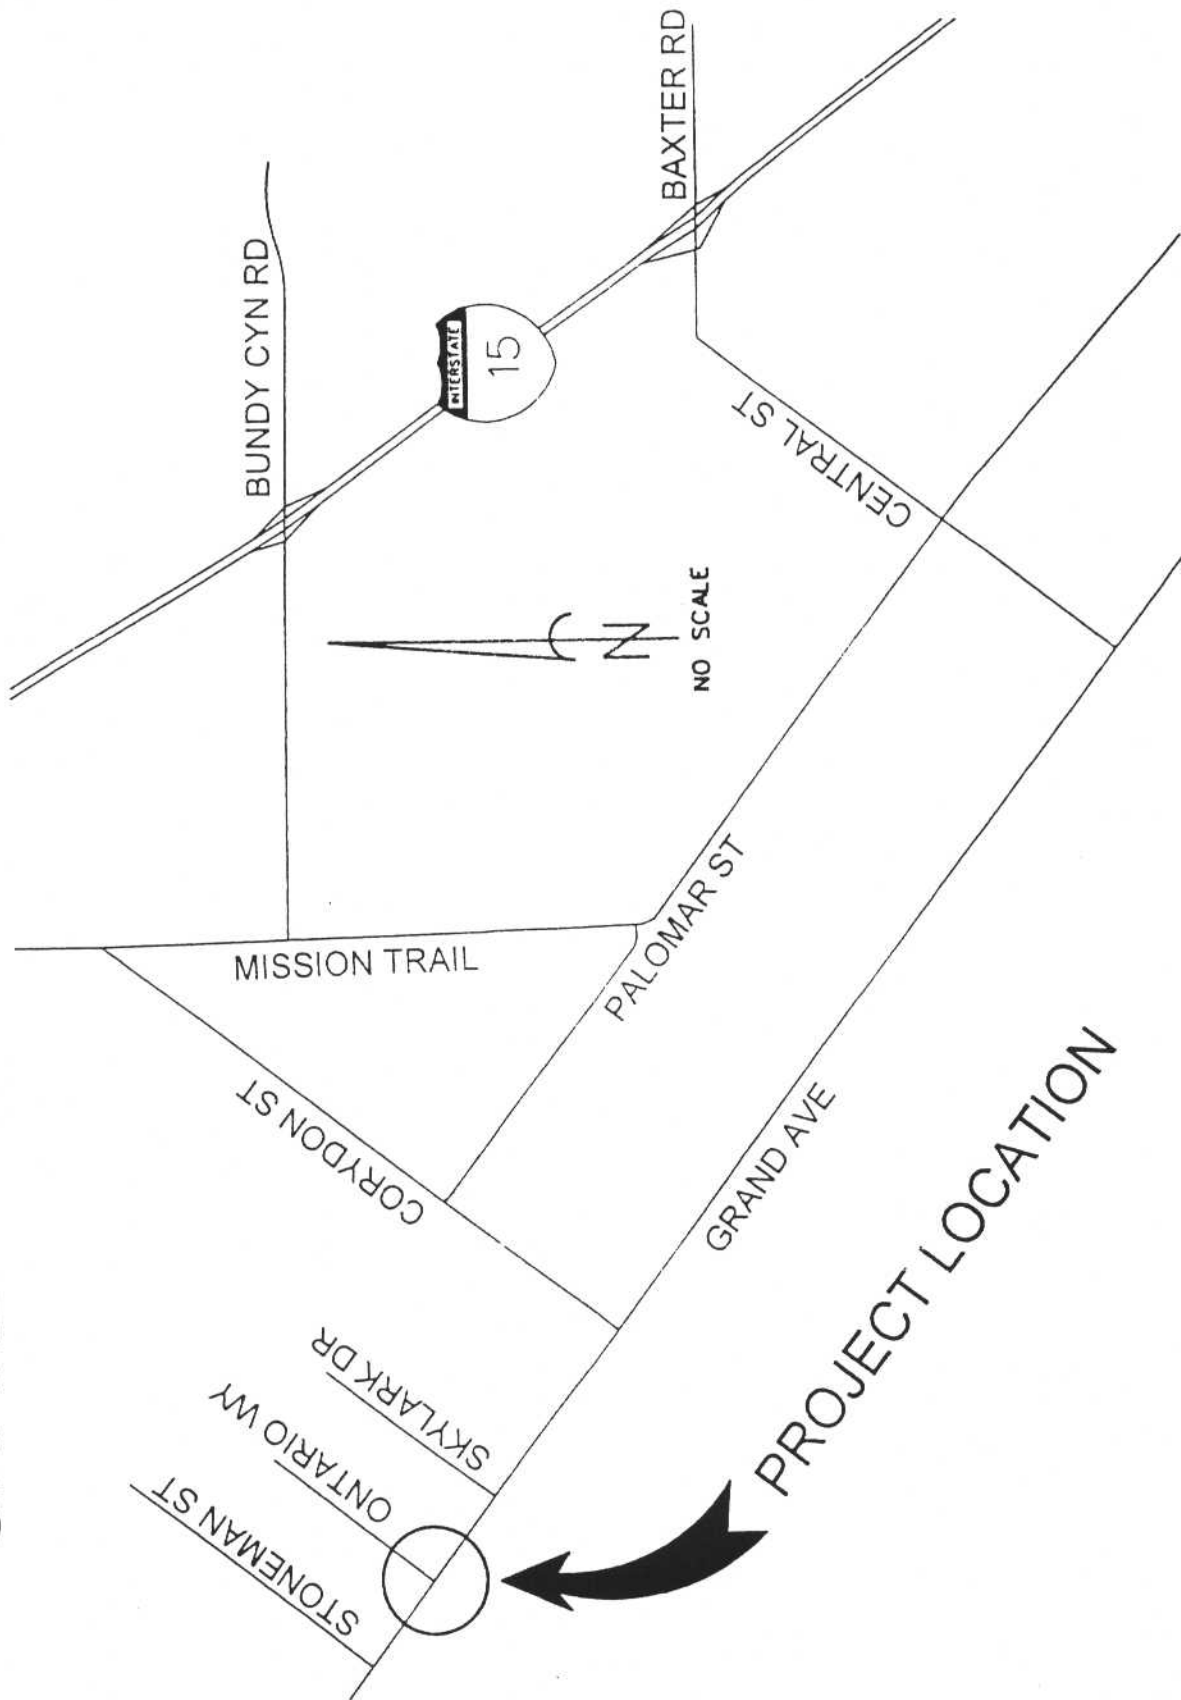 BUNDY CYN RD
BAXTER RD
INTERSTATE
15
CENTRAL ST
N
NO SCALE
MISSION TRAIL
PALOMAR ST
CORYDON ST
GRAND AVE
SKYLARK DR
ONTARIO WY
STONEMAN ST
PROJECT LOCATION